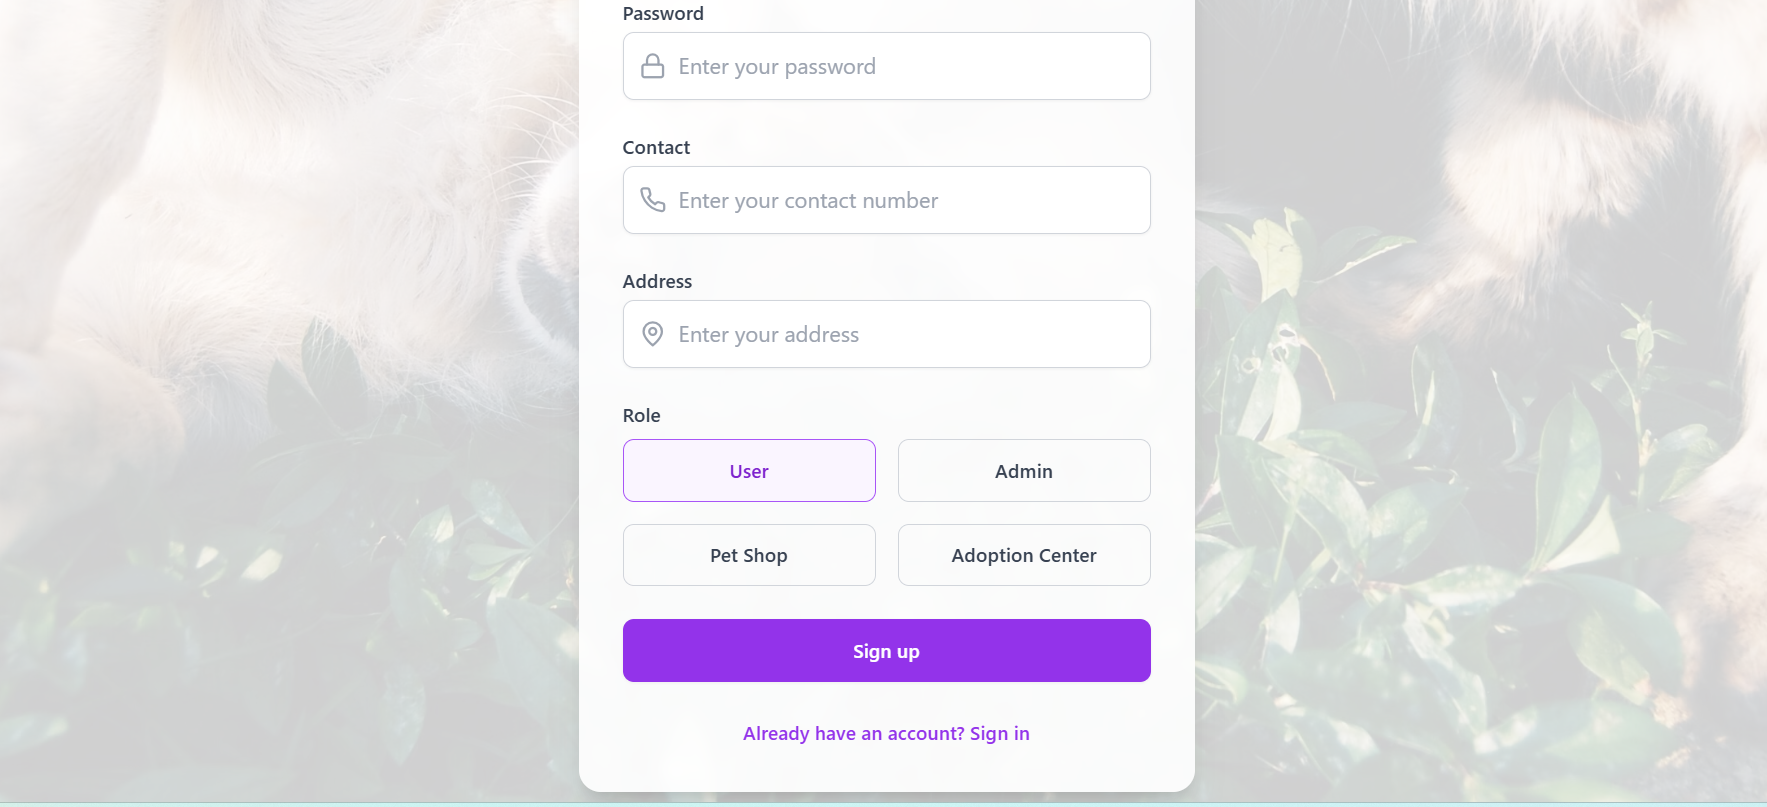 Password
Enter your password
Contact
Enter your contact number
Address
Enter your address
Role
User
Admin
Pet Shop
Adoption Center
Sign up
Already have an account? Sign in